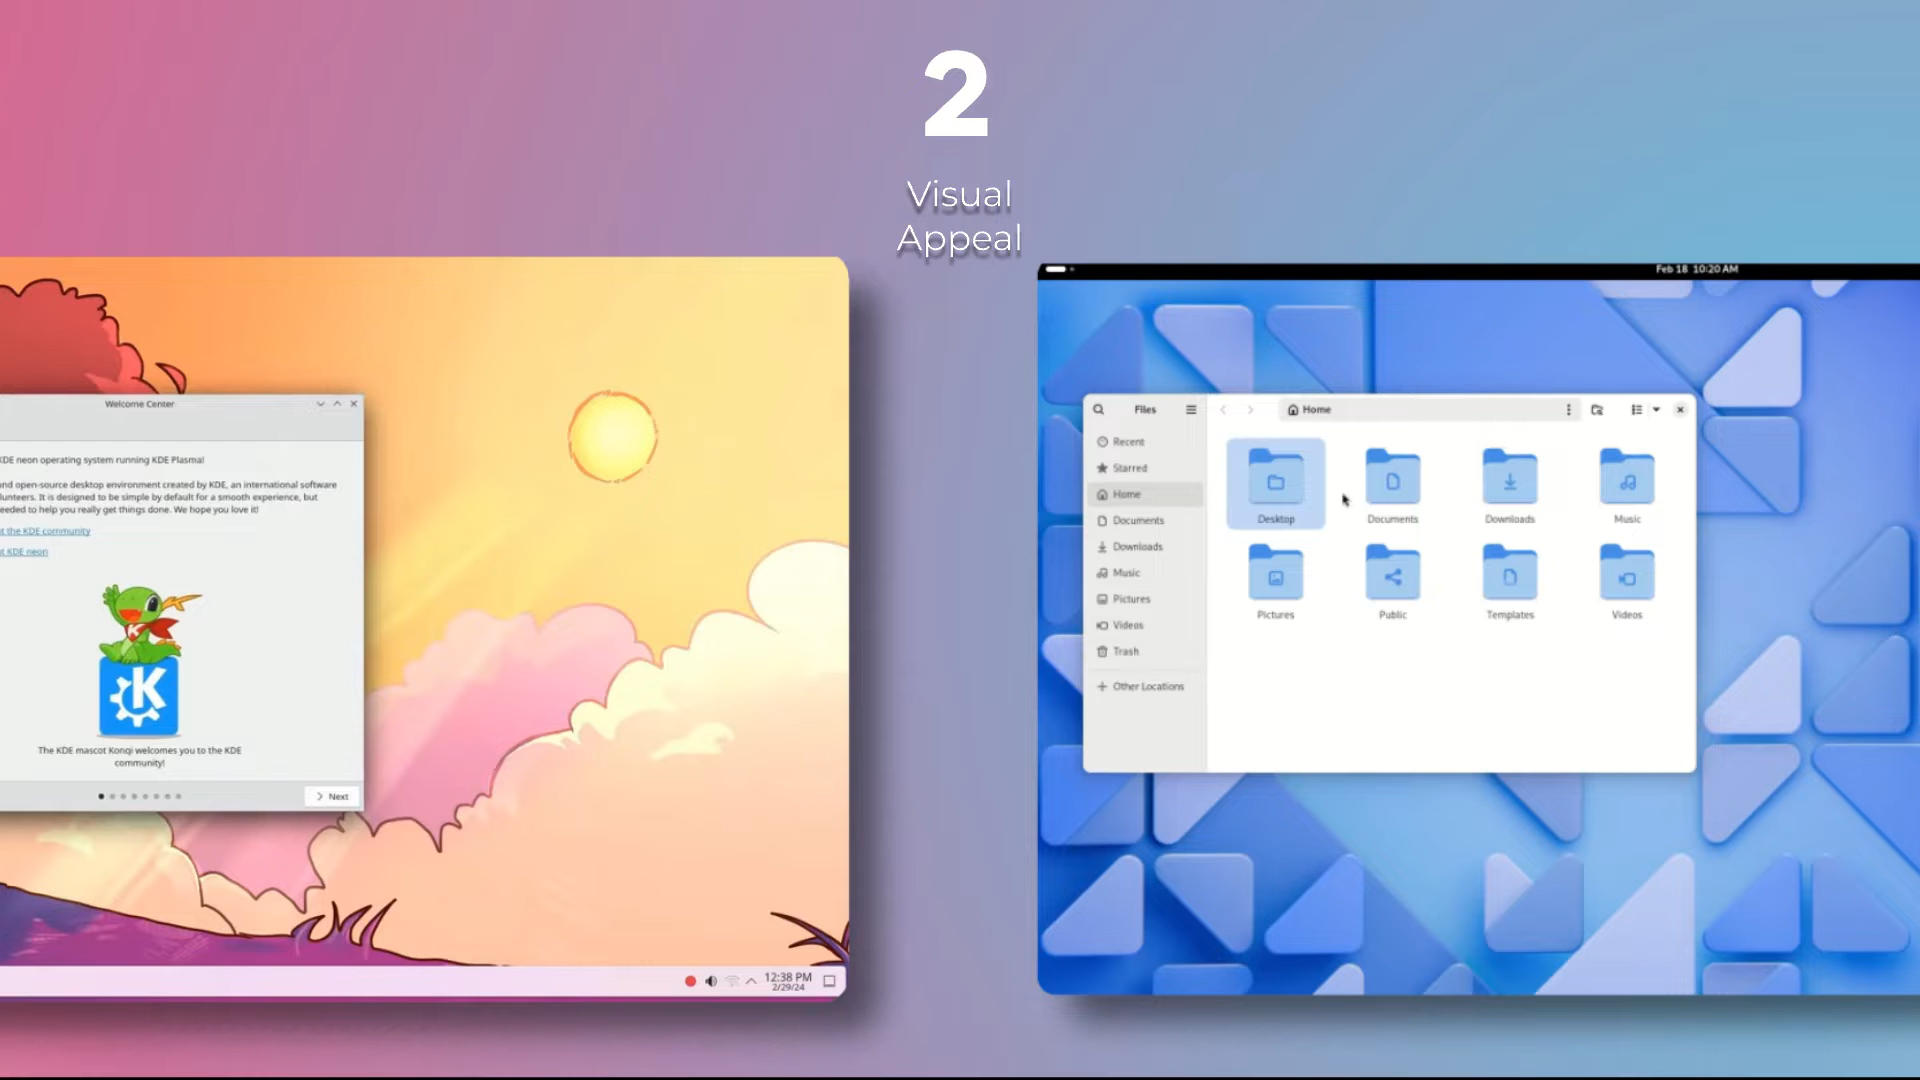 2
Visual
Appeal
Welcome Center
KDE neon operating system running KDE Plasma!
nd open-source desktop environment created by KDE, an international software
lunteers. It is designed to be simple by default for a smooth experience, but
eeded to help you really get things done. We hope you love it!
t the KDE community
t KDE neon
K
The KDE mascot Konqi welcomes you to the KDE
community!
Next
12:38 PM
2/29/24
Feb 18 10:20 AM
Files
Home
Recent
Starred
Home
Documents
Downloads
Music
Pictures
Videos
Trash
Other Locations
Desktop
Documents
Downloads
Music
Pictures
Public
Templates
Videos